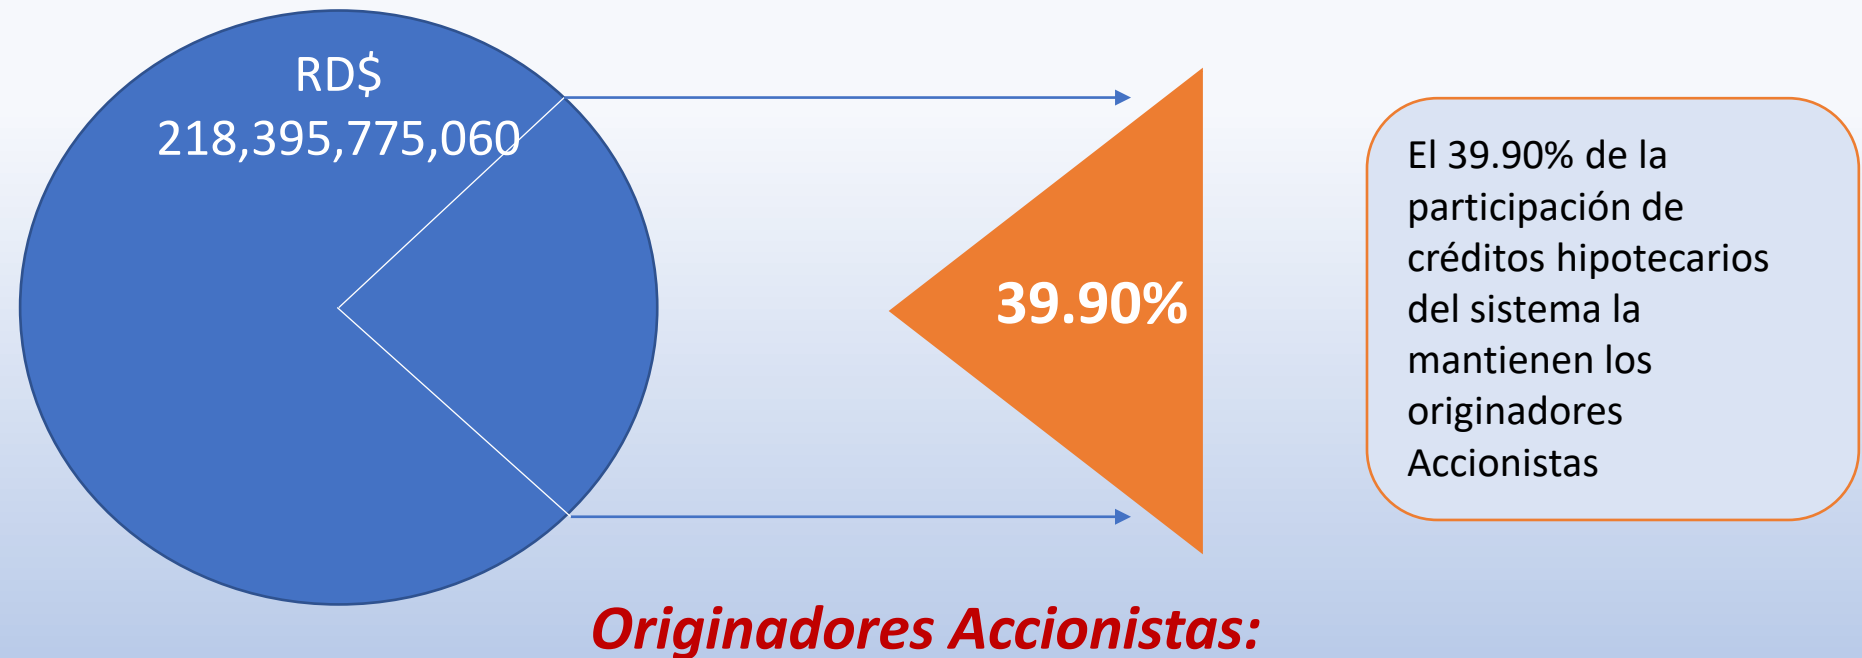 RD$
218,395,775,060
39.90%
El 39.90% de la
participación de
créditos hipotecarios
del sistema la
mantienen los
originadores
Accionistas
Originadores Accionistas: